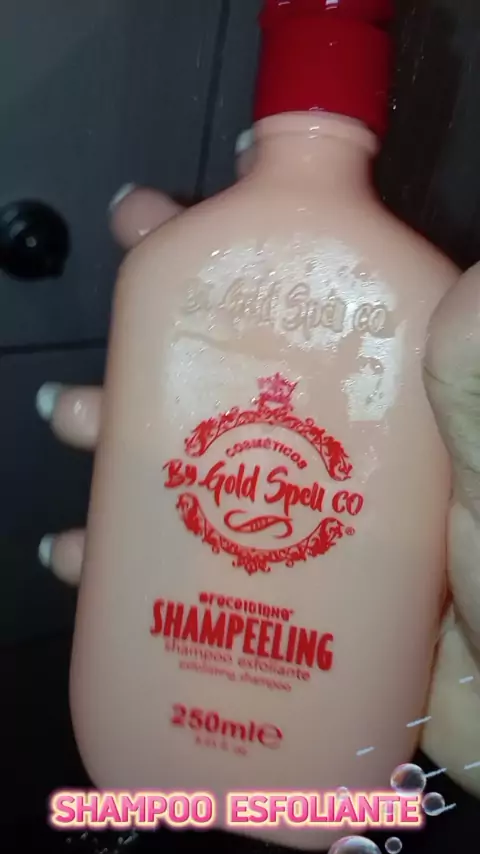 By Gold Spell CO
COSMÉTICOS
By Gold Spell CO
®
SHAMPEELING
shampoo esfoliante
exfoliating shampoo
250ml℮
SHAMPOO ESFOLIANTE